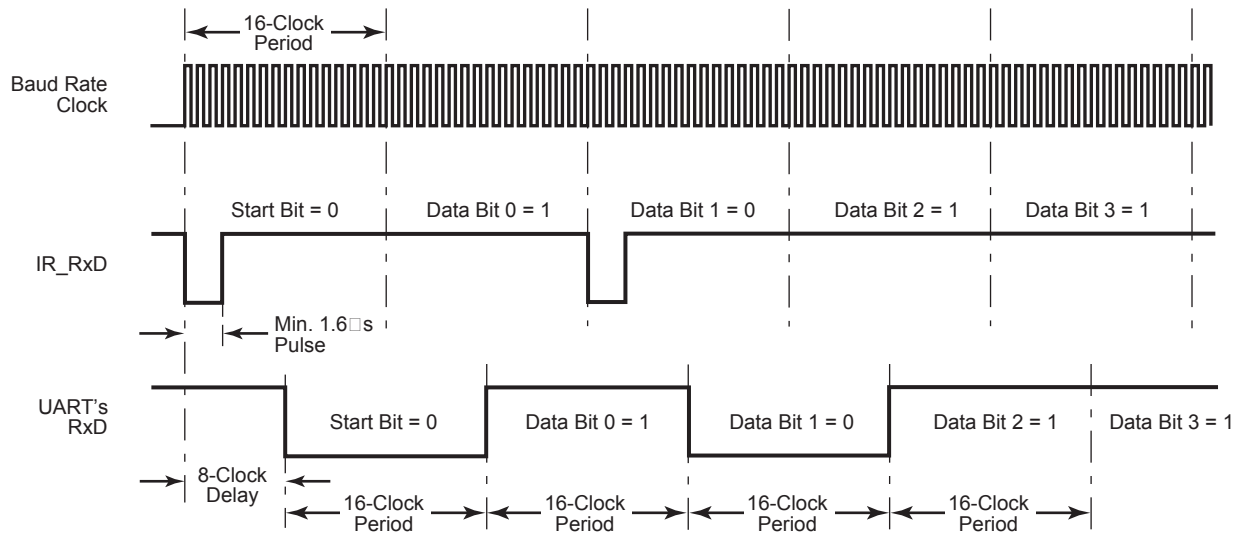 16-Clock
Period
Baud Rate
Clock
Start Bit = 0
Data Bit 0 = 1
Data Bit 1 = 0
Data Bit 2 = 1
Data Bit 3 = 1
IR_RxD
Min. 1.6□s
Pulse
UART's
RxD
Start Bit = 0
Data Bit 0 = 1
Data Bit 1 = 0
Data Bit 2 = 1
Data Bit 3 = 1
8-Clock
Delay
16-Clock
Period
16-Clock
Period
16-Clock
Period
16-Clock
Period